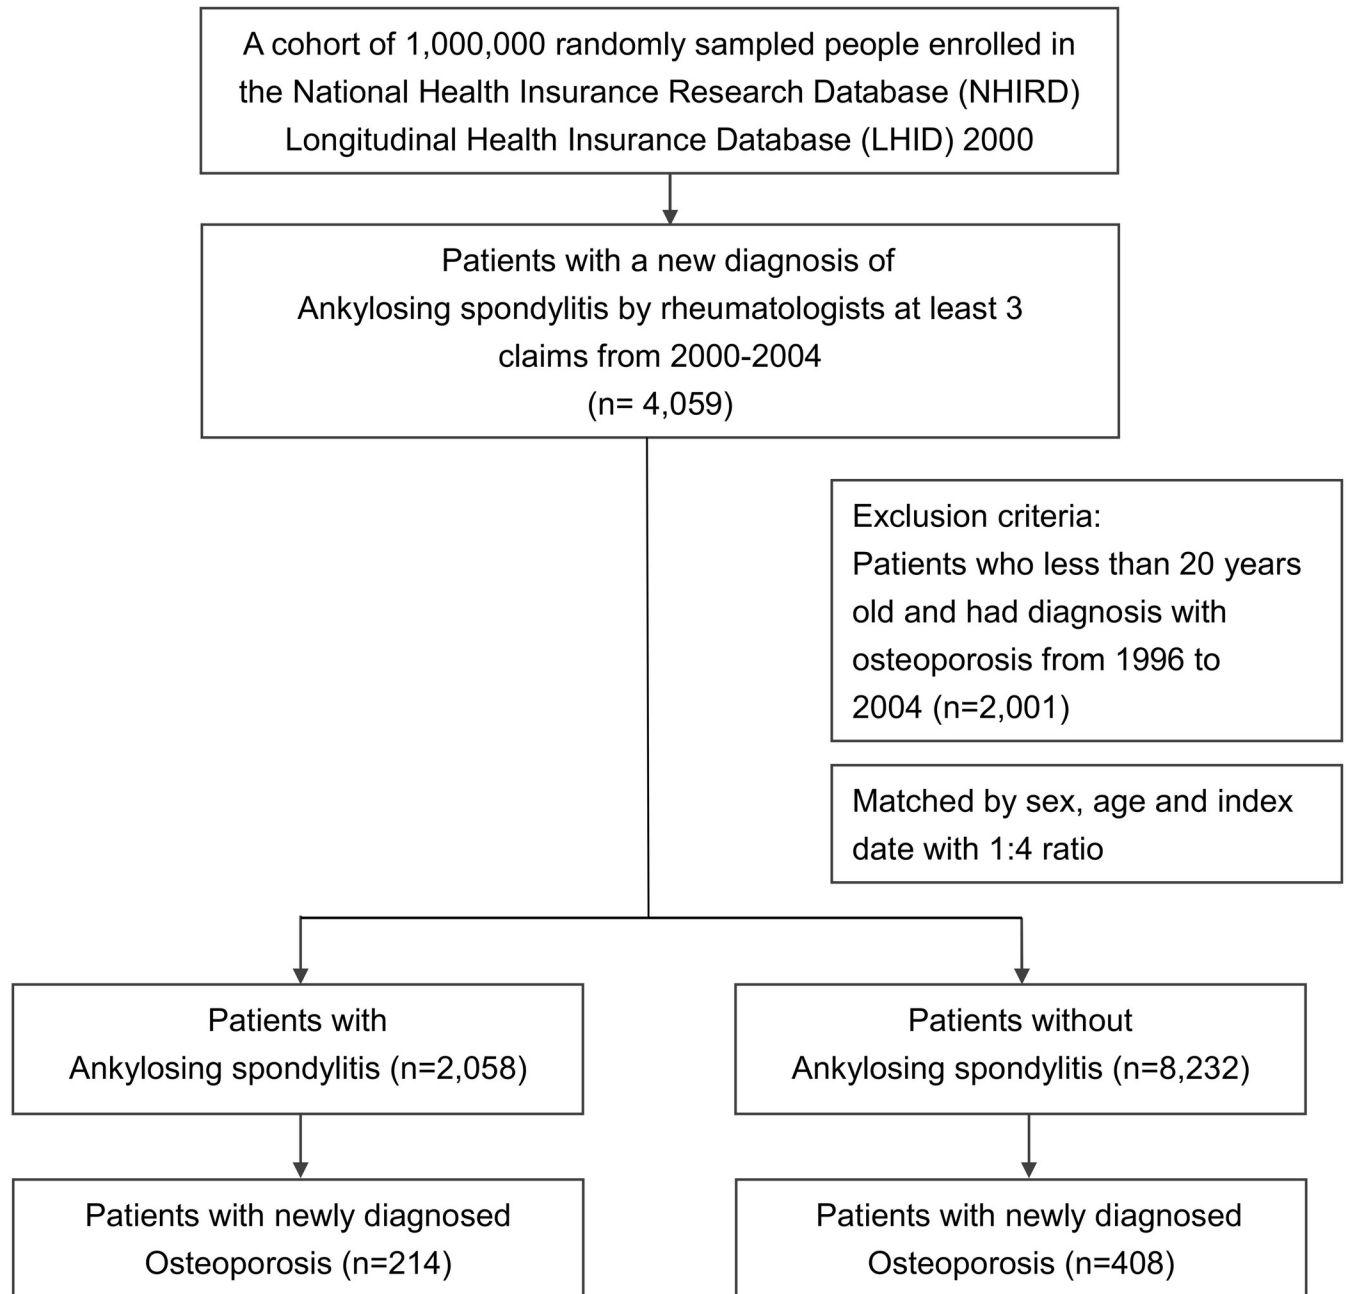 A cohort of 1,000,000 randomly sampled people enrolled in
the National Health Insurance Research Database (NHIRD)
Longitudinal Health Insurance Database (LHID) 2000
Patients with a new diagnosis of
Ankylosing spondylitis by rheumatologists at least 3
claims from 2000-2004
(n= 4,059)
Exclusion criteria:
Patients who less than 20 years
old and had diagnosis with
osteoporosis from 1996 to
2004 (n=2,001)
Matched by sex, age and index
date with 1:4 ratio
Patients with
Ankylosing spondylitis (n=2,058)
Patients without
Ankylosing spondylitis (n=8,232)
Patients with newly diagnosed
Osteoporosis (n=214)
Patients with newly diagnosed
Osteoporosis (n=408)